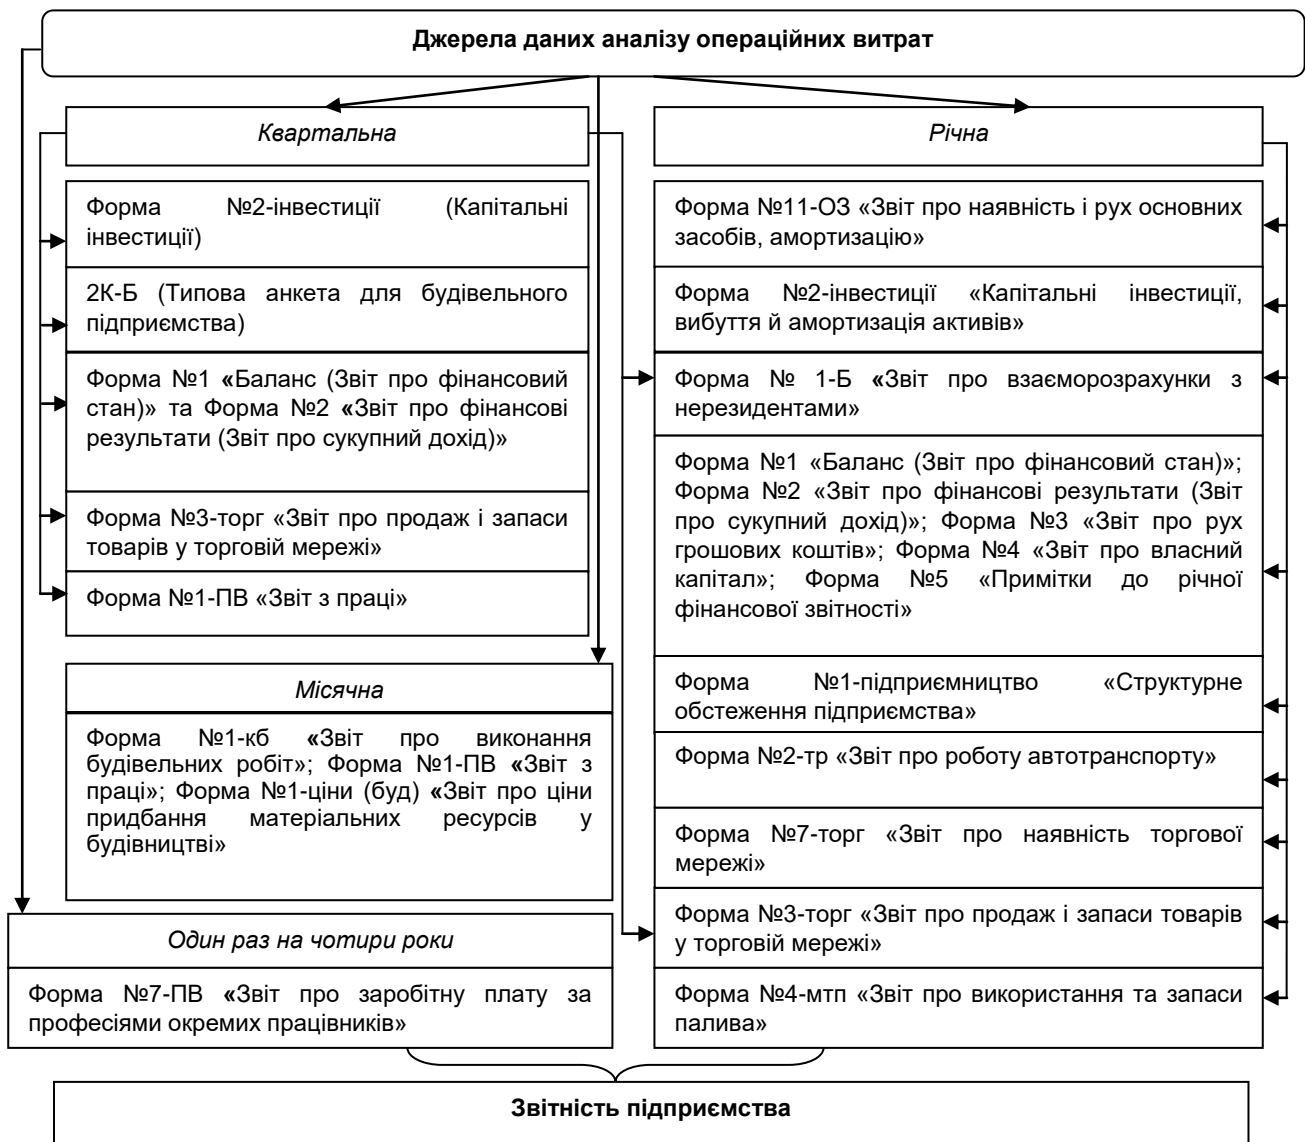 Джерела даних аналізу операційних витрат
Квартальна
Форма №2-інвестиції (Капітальні
інвестиції)
2К-Б (Типова анкета для будівельного
підприємства)
Форма №1 «Баланс (Звіт про фінансовий
стан)» та Форма №2 «Звіт про фінансові
результати (Звіт про сукупний дохід)»
Форма №3-торг «Звіт про продаж і запаси
товарів у торговій мережі»
Форма №1-ПВ «Звіт з праці»
Місячна
Форма №1-кб «Звіт про виконання
будівельних робіт»; Форма №1-ПВ «Звіт з
праці»; Форма №1-ціни (буд) «Звіт про ціни
придбання матеріальних ресурсів у
будівництві»
Один раз на чотири роки
Форма №7-ПВ «Звіт про заробітну плату за
професіями окремих працівників»
Річна
Форма №11-ОЗ «Звіт про наявність і рух основних
засобів, амортизацію»
Форма №2-інвестиції «Капітальні інвестиції,
вибуття й амортизація активів»
Форма № 1-Б «Звіт про взаєморозрахунки з
нерезидентами»
Форма №1 «Баланс (Звіт про фінансовий стан)»;
Форма №2 «Звіт про фінансові результати (Звіт
про сукупний дохід)»; Форма №3 «Звіт про рух
грошових коштів»; Форма №4 «Звіт про власний
капітал»; Форма №5 «Примітки до річної
фінансової звітності»
Форма №1-підприємництво «Структурне
обстеження підприємства»
Форма №2-тр «Звіт про роботу автотранспорту»
Форма №7-торг «Звіт про наявність торгової
мережі»
Форма №3-торг «Звіт про продаж і запаси товарів
у торговій мережі»
Форма №4-мтп «Звіт про використання та запаси
палива»
Звітність підприємства